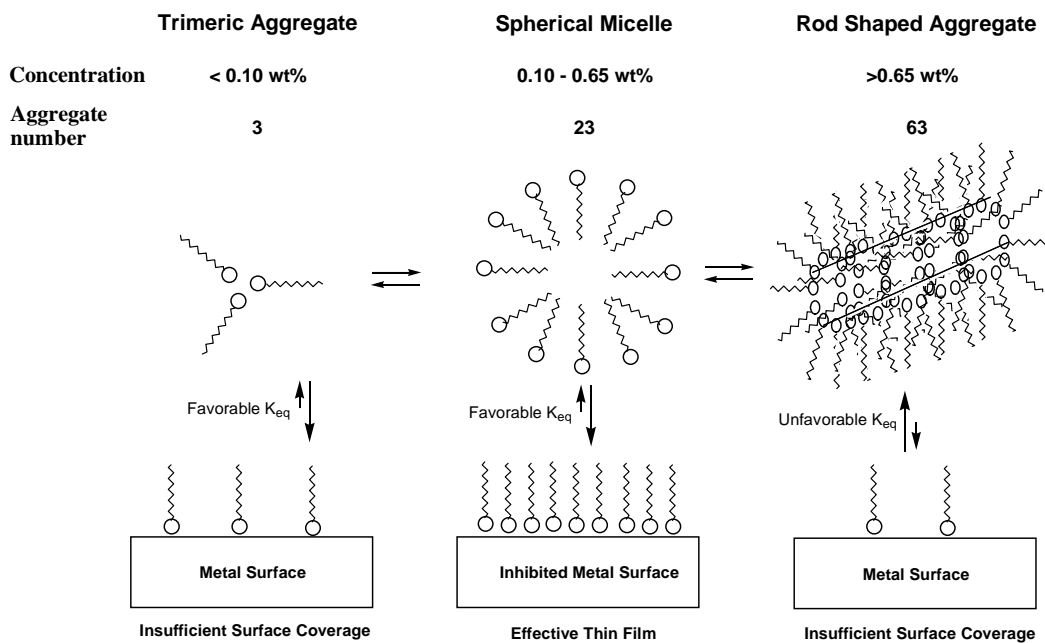 Trimeric Aggregate Spherical Micelle Rod Shaped Aggregate
Concentration < 0.10 wt% 0.10 - 0.65 wt% >0.65 wt%
Aggregate
number 3 23 63
Favorable Keq Favorable Keq Unfavorable Keq
Metal Surface Inhibited Metal Surface Metal Surface
Insufficient Surface Coverage Effective Thin Film Insufficient Surface Coverage